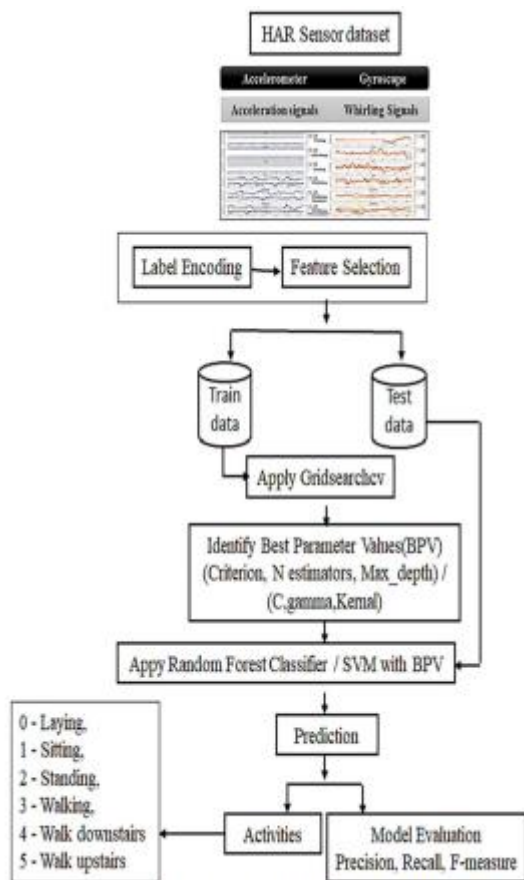 HAR Sensor dataset
Accelerometer Gyroscape
Acceleration signals Whirling Signals
Label Encoding Feature Selection
Train
data
Test
data
Apply Gridsearchcv
Identify Best Parameter Values(BPV)
(Criterion, N estimators, Max_depth) /
(C,gamma,Kernal)
Appy Random Forest Classifier / SVM with BPV
Prediction
0 - Laying,
1 - Sitting,
2 - Standing,
3 - Walking,
4 - Walk downstairs
5 - Walk upstairs
Activities
Model Evaluation
Precision, Recall, F-measure